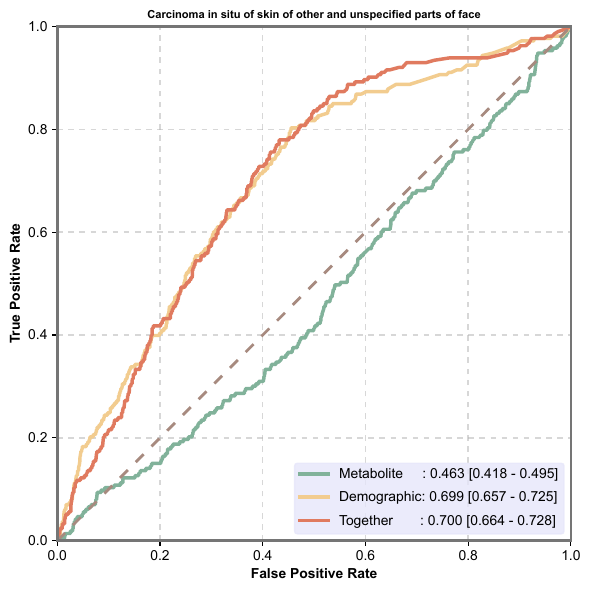 Carcinoma in situ of skin of other and unspecified parts of face
1.0
0.8
0.6
0.4
0.2
0.0
True Positive Rate
Metabolite : 0.463 [0.418 - 0.495]
Demographic: 0.699 [0.657 - 0.725]
Together : 0.700 [0.664 - 0.728]
0.0 0.2 0.4 0.6 0.8 1.0
False Positive Rate